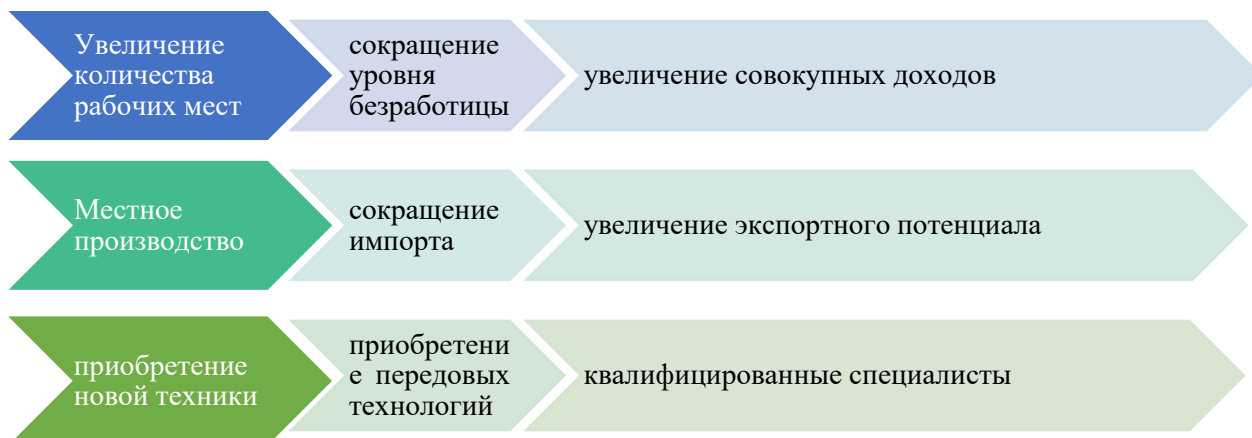 Увеличение
количества
рабочих мест
сокращение
уровня
безработицы
увеличение совокупных доходов
Местное
производство
сокращение
импорта
увеличение экспортного потенциала
приобретение
новой техники
приобретени
е передовых
технологий
квалифицированные специалисты